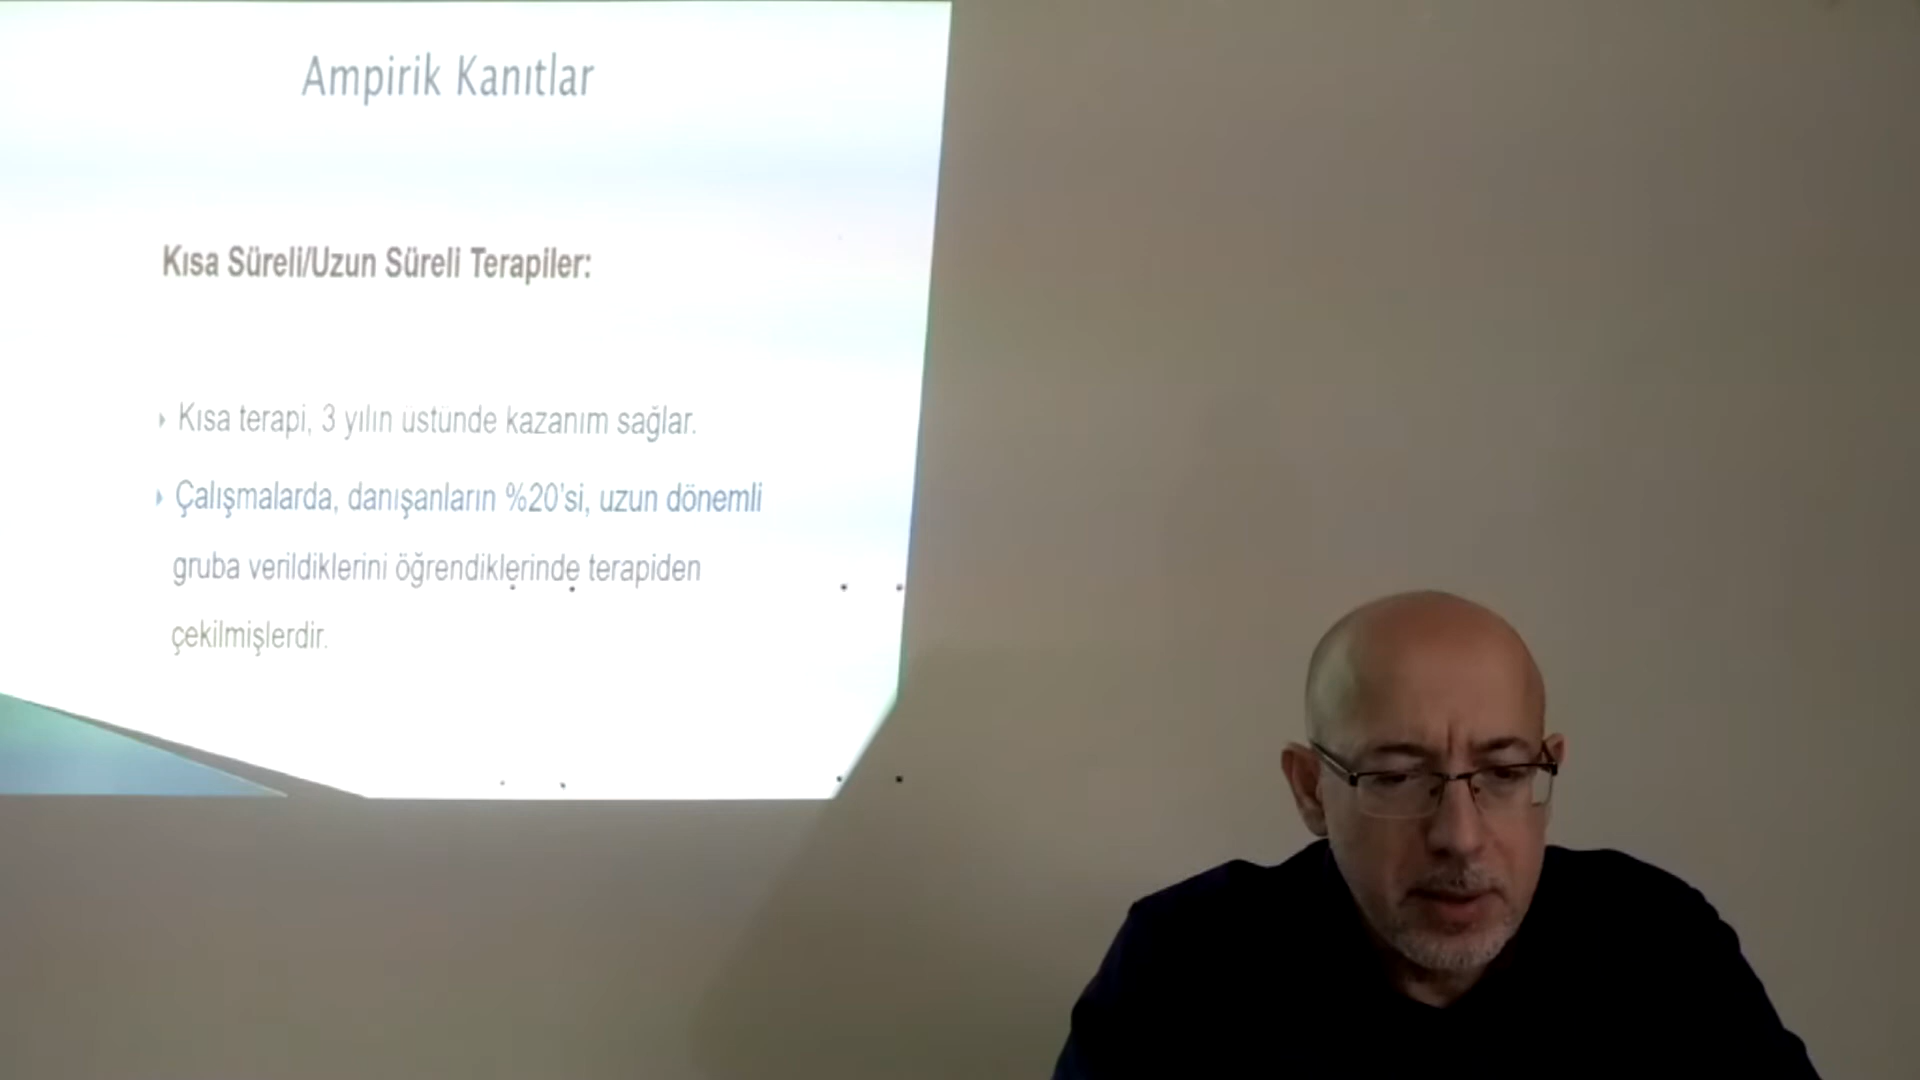 Ampirik Kanıtlar
Kısa Süreli/Uzun Süreli Terapiler:
Kısa terapi, 3 yılın üstünde kazanım sağlar.
Çalışmalarda, danışanların %20'si, uzun dönemli
gruba verildiklerini öğrendiklerinde terapiden
çekilmişlerdir.